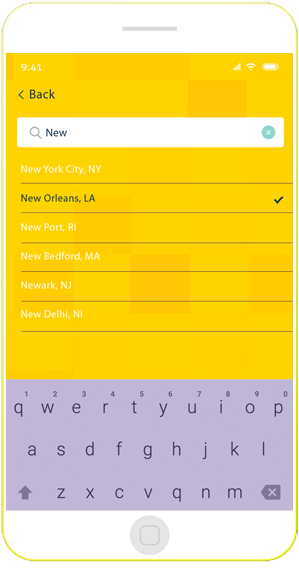 9:41
Back
New
New York City, NY
New Orleans, LA
New Port, RI
New Bedford, MA
Newark, NJ
New Delhi, NI
1 2 3 4 5 6 7 8 9 0
q w e r t y u i o p
a s d f g h j k l
z x c v q n m